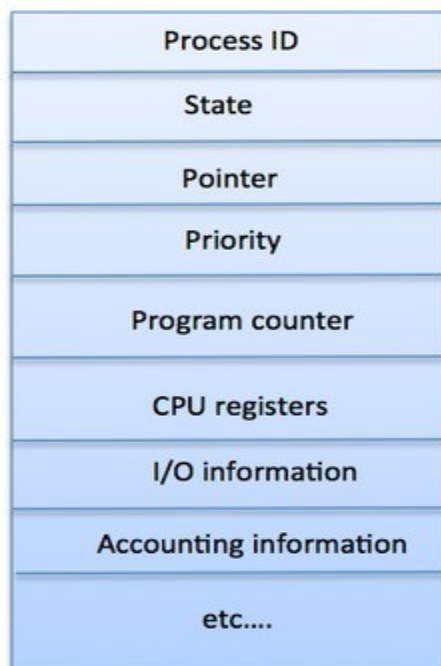 Process ID
State
Pointer
Priority
Program counter
CPU registers
I/O information
Accounting information
etc....